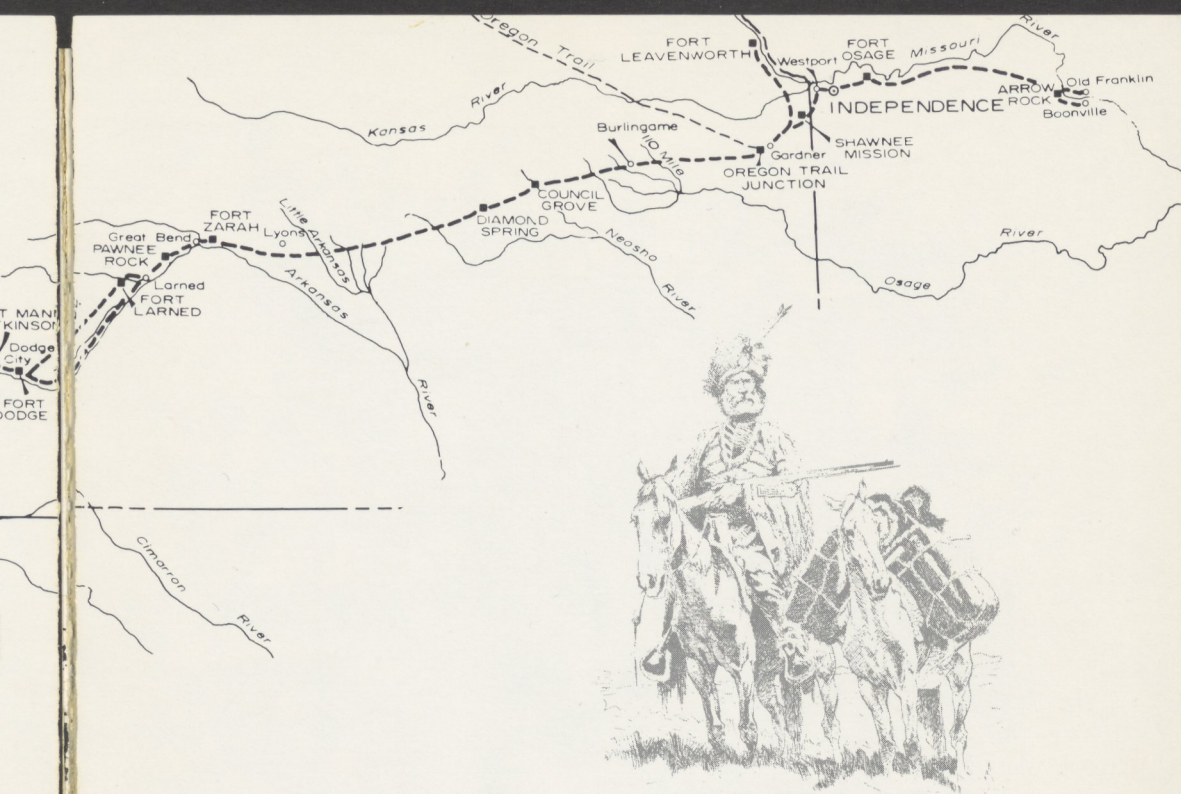 Oregon Trail
FORT
LEAVENWORTH
Westport
FORT
OSAGE
Missouri
River
Old Franklin
ARROW
ROCK
Boonville
INDEPENDENCE
Kansas River
Burlingame
110 Mile
SHAWNEE
MISSION
Gardner
OREGON TRAIL
JUNCTION
COUNCIL
GROVE
DIAMOND
SPRING
Neosho
River
River
Osage
FORT
ZARAH
Lyons
Little Arkansas
Great Bend
PAWNEE
ROCK
Larned
FORT
LARNED
Arkansas
River
T MANN
TKINSON
Dodge
City
FORT
DODGE
Cimarron
River